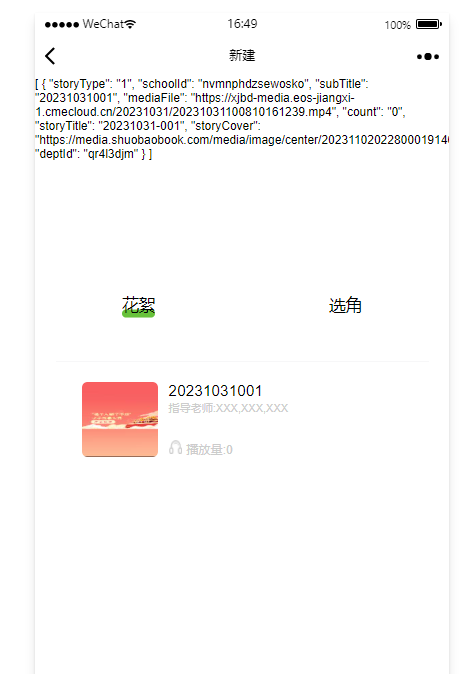 WeChat 16:49 100%
新建
[ { "storyType": "1", "schoolId": "nvmnphdzsewosko", "subTitle":
"20231031001", "mediaFile": "https://xjbd-media.eos-jiangxi-
1.cmecloud.cn/20231031/20231031100810161239.mp4", "count": "0",
"storyTitle": "20231031-001", "storyCover":
"https://media.shuobaobook.com/media/image/center/2023110202280001914
"deptId": "qr4l3djm" } ]
花絮 选角
20231031001
指导老师:XXX,XXX,XXX
播放量:0